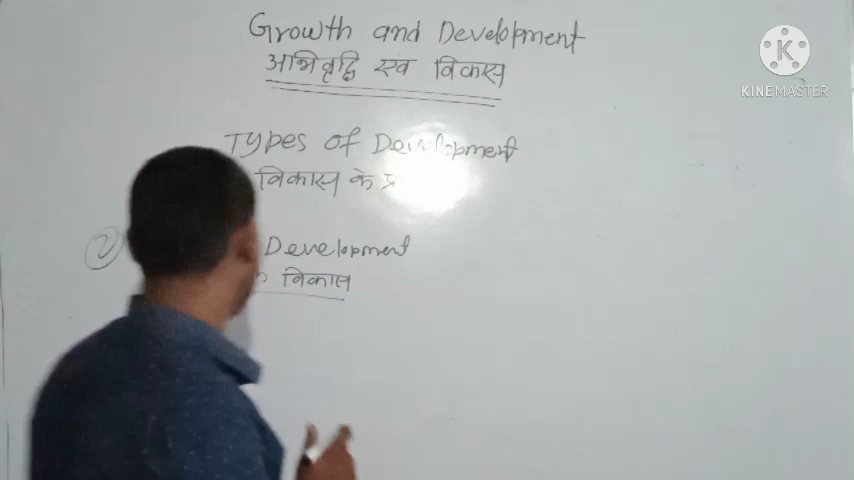 Growth and Development
अभिवृद्धि एव विकास
Types of Development
विकास के प्र
Development
विकास
K
KINEMASTER